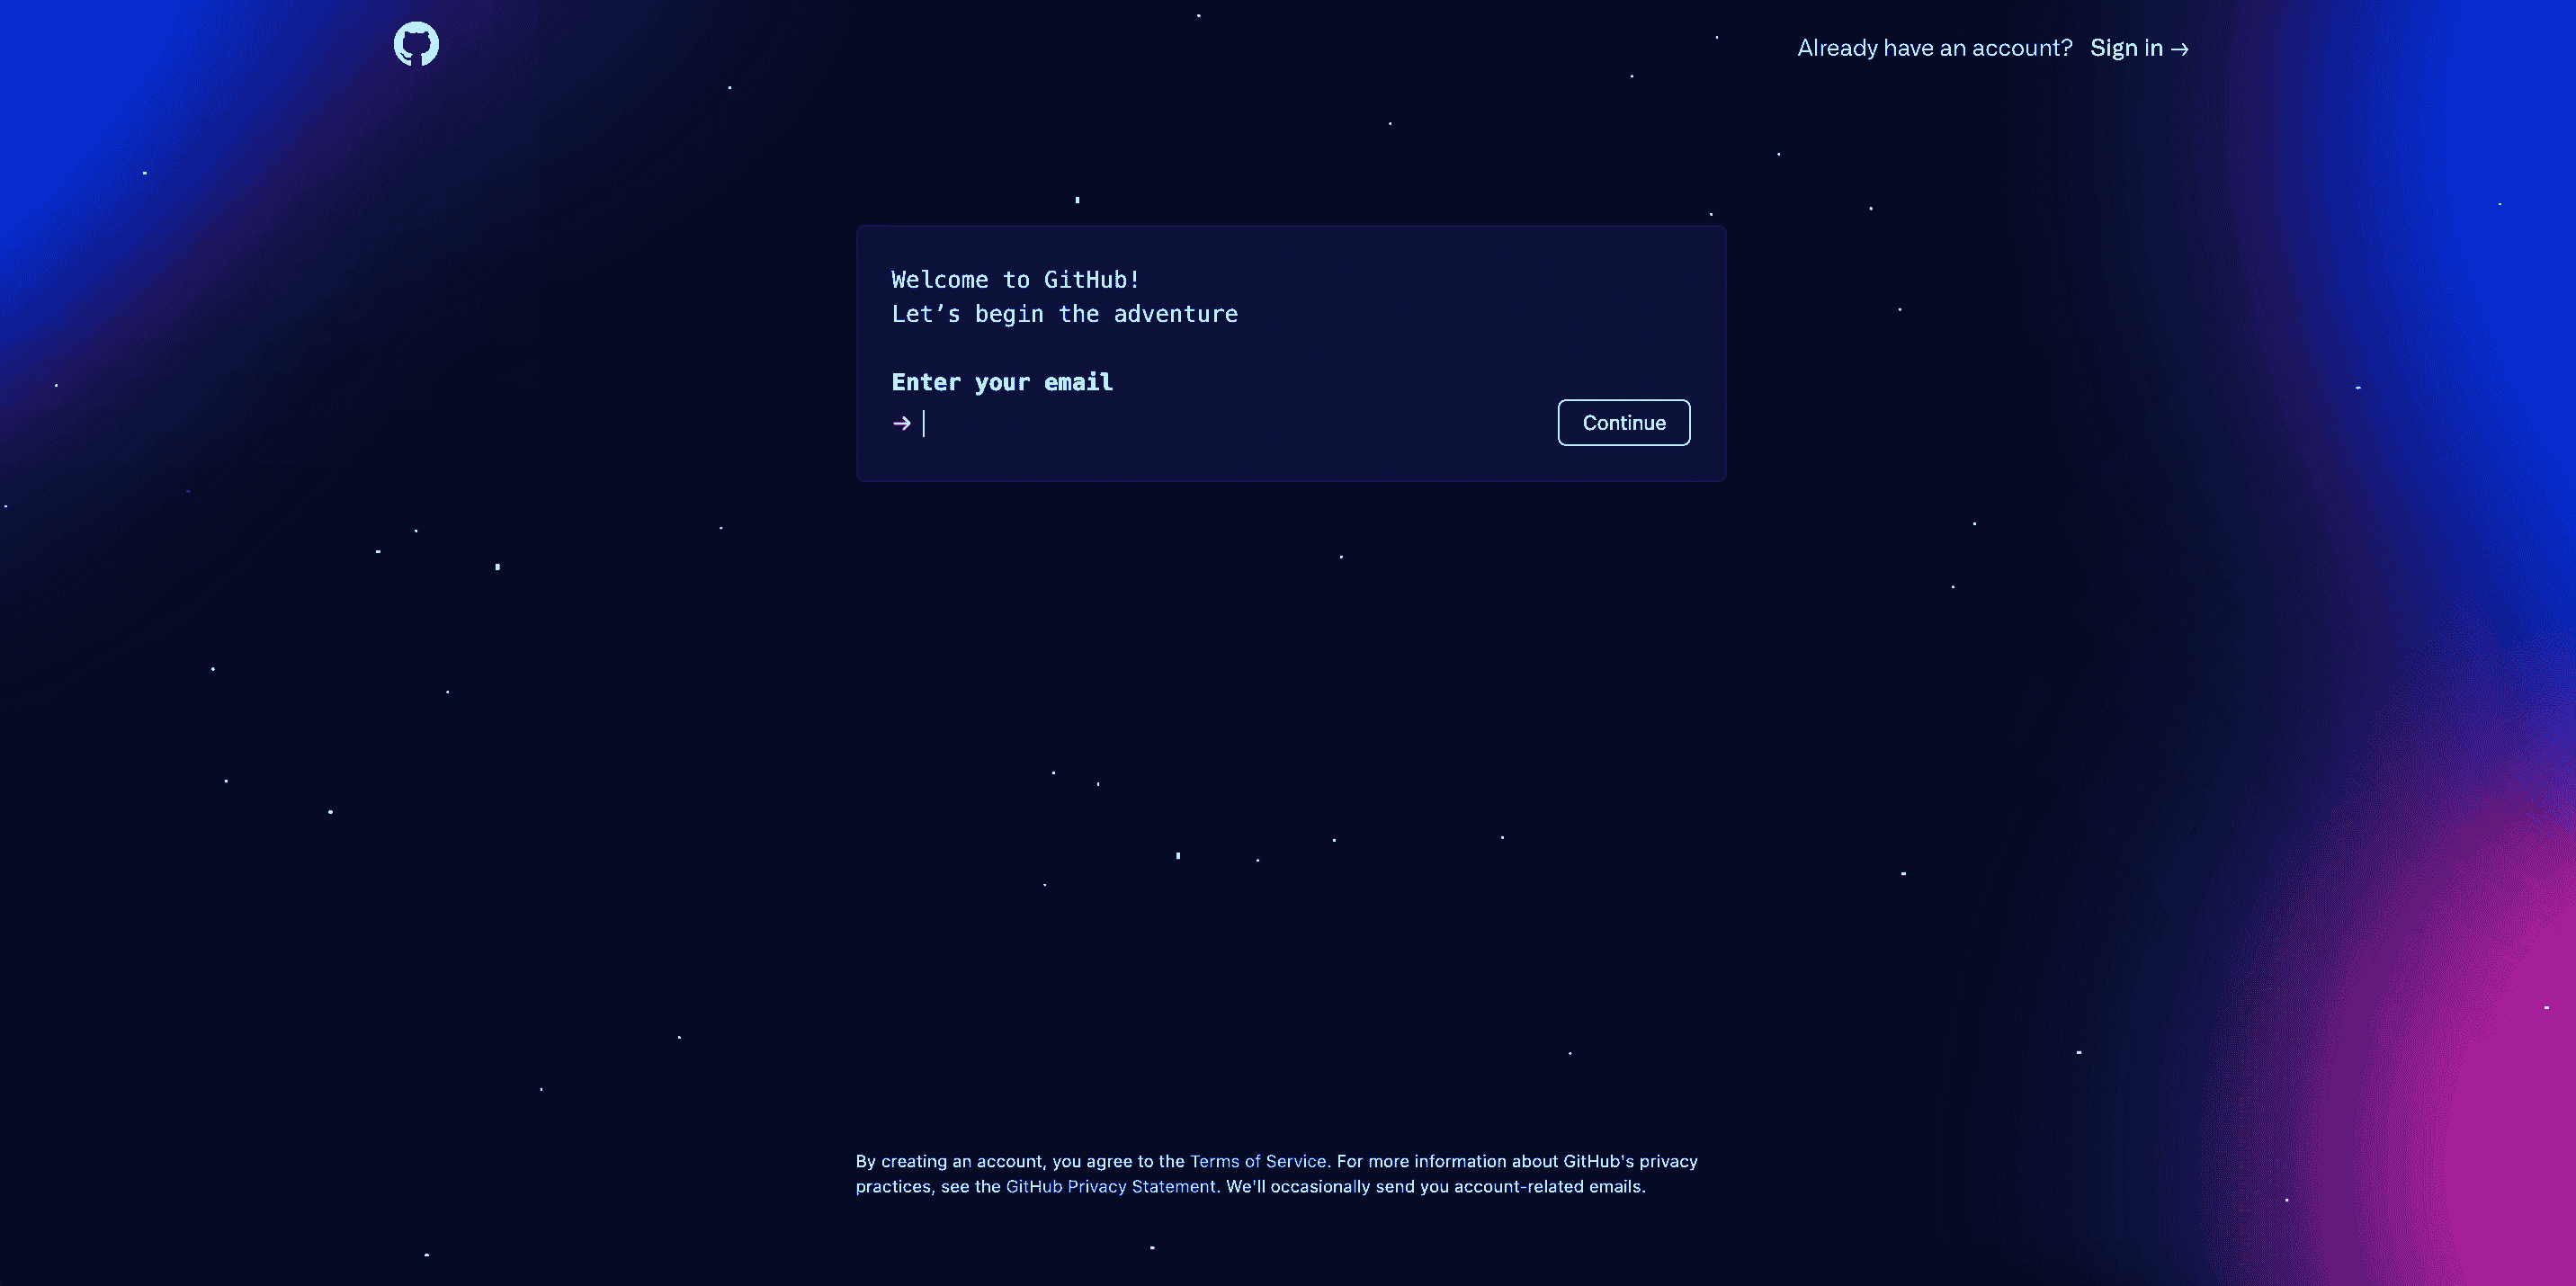 Already have an account? Sign in →
Welcome to GitHub!
Let’s begin the adventure
Enter your email
→
Continue
By creating an account, you agree to the Terms of Service. For more information about GitHub's privacy
practices, see the GitHub Privacy Statement. We'll occasionally send you account-related emails.